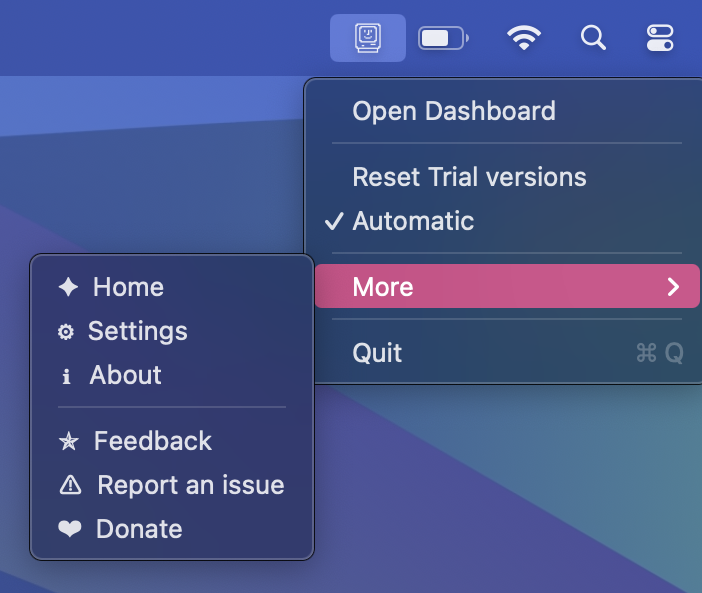 Open Dashboard
Reset Trial versions
✓ Automatic
More
Quit ⌘ Q
Home
Settings
About
Feedback
Report an issue
Donate